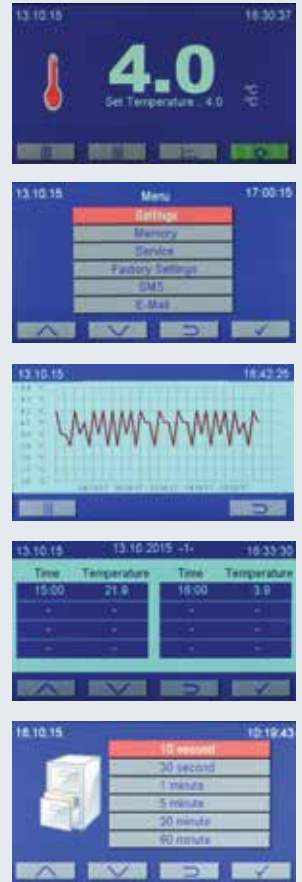 13.10.15 16:30:37
4.0
Set Temperature : 4.0
13.10.15 Menu 17:00:15
Settings
Memory
Service
Factory Settings
SMS
E-Mail
13.10.15 16:42:25
13.10.15 13.10.2015 -1- 16:33:30
Time Temperature Time Temperature
15:00 21.9 16:00 3.9
- - - -
- - - -
- - - -
16.10.15 10:19:43
10 second
30 second
1 minute
5 minute
30 minute
60 minute